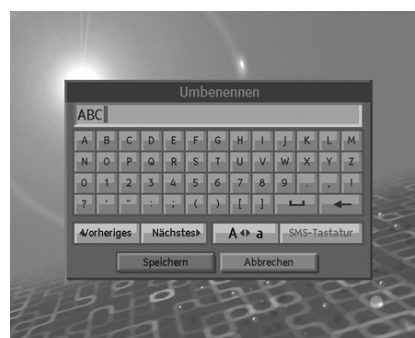 Umbenennen
ABC
A B C D E F G H I J K L M
N O P Q R S T U V W X Y Z
0 1 2 3 4 5 6 7 8 9 . , !
? ' " : ; ( ) [ ] ⎵ ←
◀Vorheriges Nächstes▶ A◀▶a SMS-Tastatur
Speichern Abbrechen